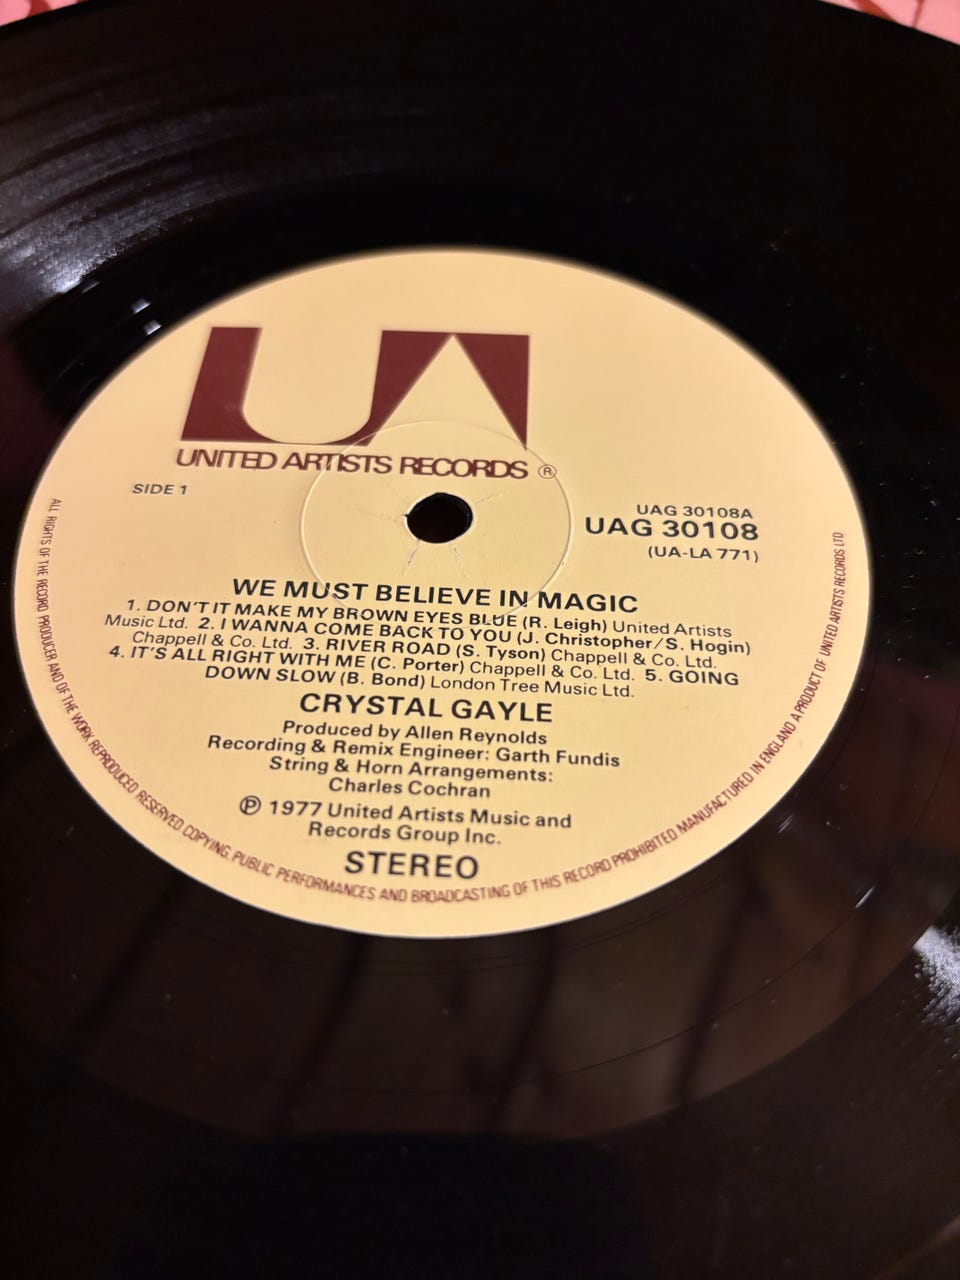 UA
UNITED ARTISTS RECORDS ®
SIDE 1
UAG 30108A
UAG 30108
(UA-LA 771)
WE MUST BELIEVE IN MAGIC
1. DON'T IT MAKE MY BROWN EYES BLUE (R. Leigh) United Artists
Music Ltd. 2. I WANNA COME BACK TO YOU (J. Christopher/S. Hogin)
Chappell & Co. Ltd. 3. RIVER ROAD (S. Tyson) Chappell & Co. Ltd.
4. IT'S ALL RIGHT WITH ME (C. Porter) Chappell & Co. Ltd. 5. GOING
DOWN SLOW (B. Bond) London Tree Music Ltd.
CRYSTAL GAYLE
Produced by Allen Reynolds
Recording & Remix Engineer: Garth Fundis
String & Horn Arrangements:
Charles Cochran
℗ 1977 United Artists Music and
Records Group Inc.
STEREO
ALL RIGHTS OF THE RECORD PRODUCER AND OF THE WORK REPRODUCED RESERVED COPYING, PUBLIC PERFORMANCES AND BROADCASTING OF THIS RECORD PROHIBITED MANUFACTURED IN ENGLAND A PRODUCT OF UNITED ARTISTS RECORDS LTD